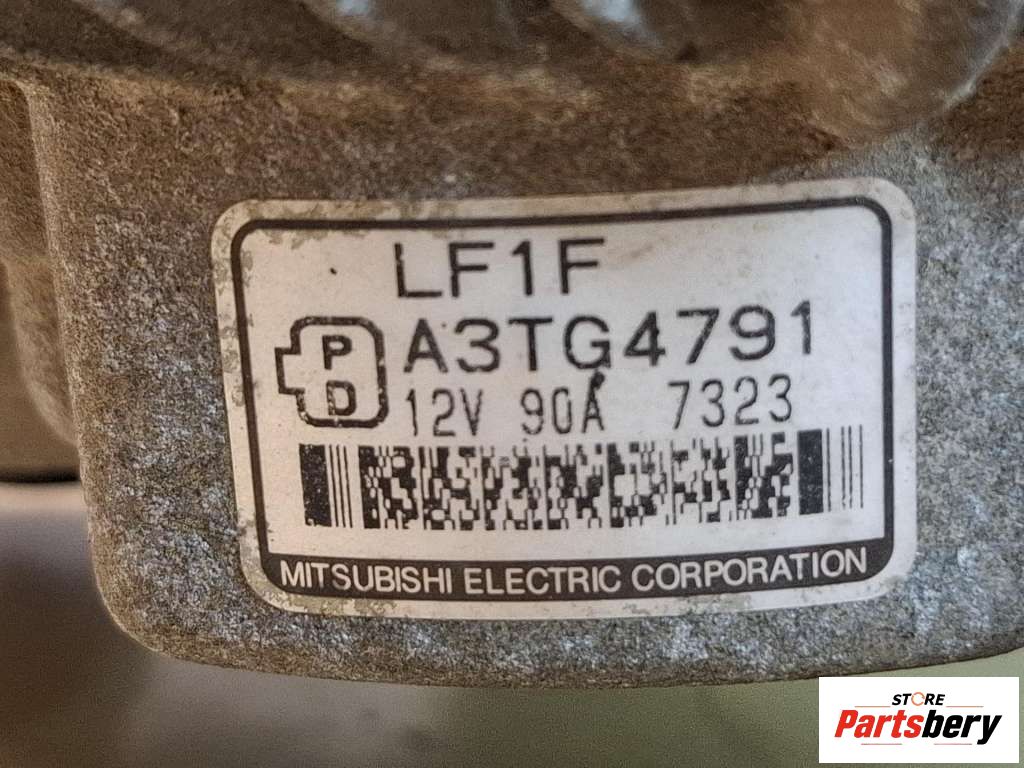 LF1F
PD
A3TG4791
12V 90A 7323
MITSUBISHI ELECTRIC CORPORATION
STORE
Partsbery